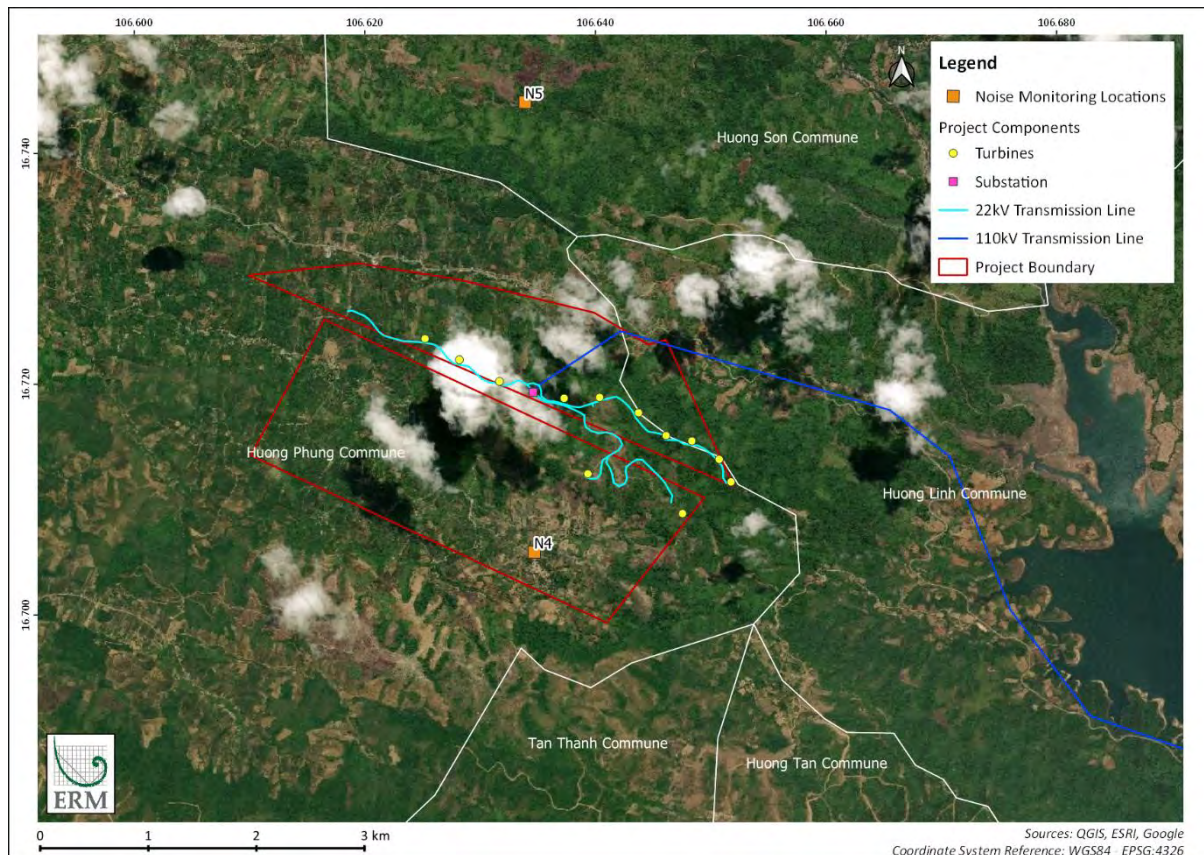 106.600
106.620
106.640
106.660
106.680
16.740
16.720
16.700
N
Legend
Noise Monitoring Locations
Project Components
Turbines
Substation
22kV Transmission Line
110kV Transmission Line
Project Boundary
N5
Huong Son Commune
Huong Phung Commune
Huong Linh Commune
N4
Tan Thanh Commune
Huong Tan Commune
ERM
0
1
2
3 km
Sources: QGIS, ESRI, Google
Coordinate System Reference: WGS84 - EPSG:4326